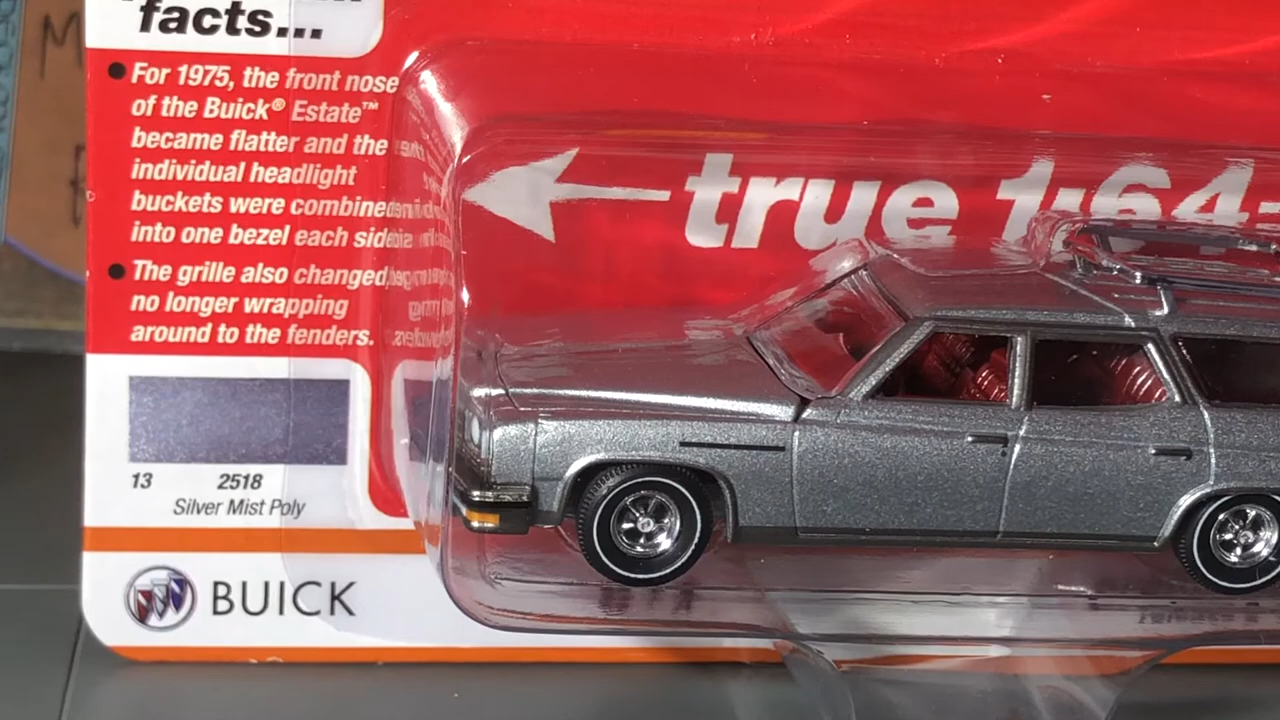 facts...
For 1975, the front nose
of the Buick® Estate™
became flatter and the
individual headlight
buckets were combined
into one bezel each side
The grille also changed,
no longer wrapping
around to the fenders.
true 1:64
13 2518
Silver Mist Poly
BUICK